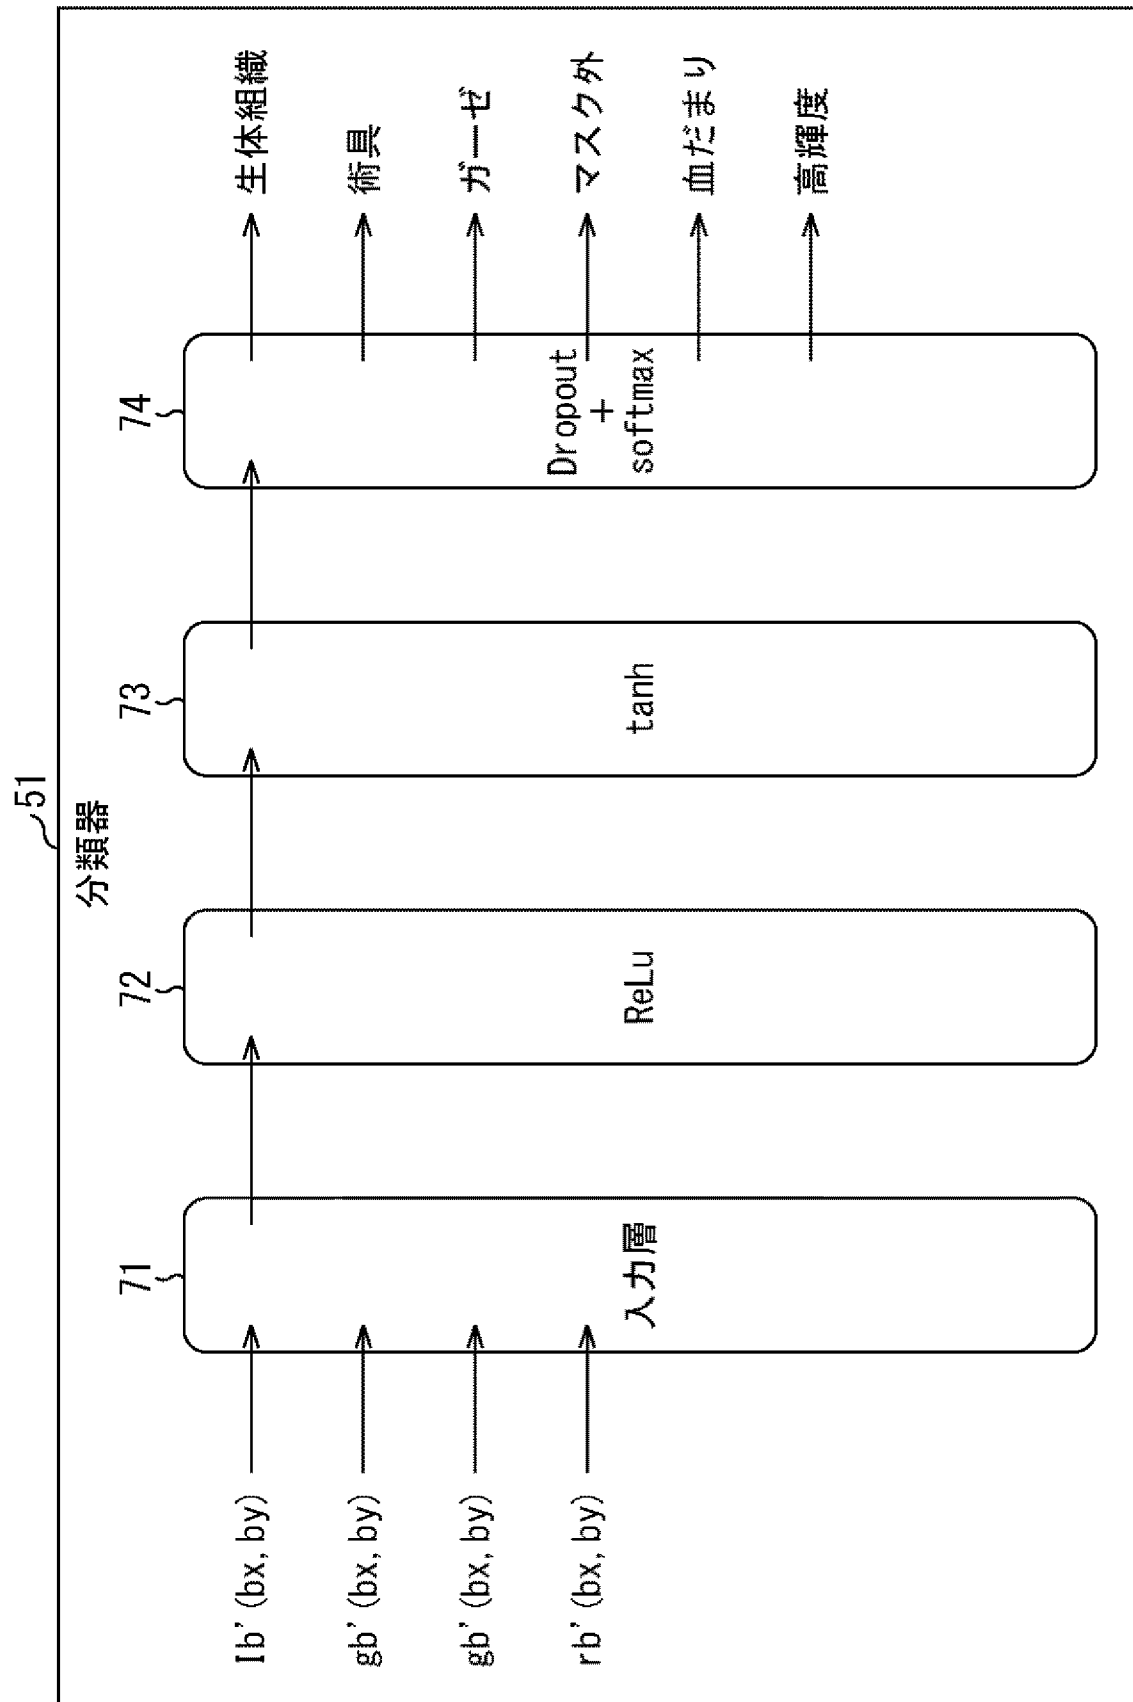 51
分類器
71
72
73
74
Ib'(bx, by)
gb'(bx, by)
gb'(bx, by)
rb'(bx, by)
入力層
ReLu
tanh
Dropout
+
softmax
生体組織
術具
ガーゼ
マスク外
血だまり
高輝度